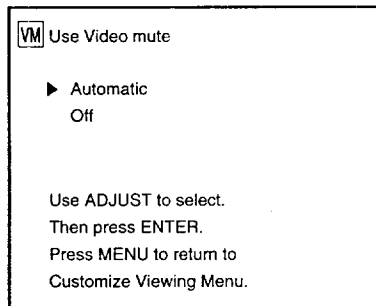 VM Use Video mute
▶ Automatic
Off
Use ADJUST to select.
Then press ENTER.
Press MENU to return to
Customize Viewing Menu.